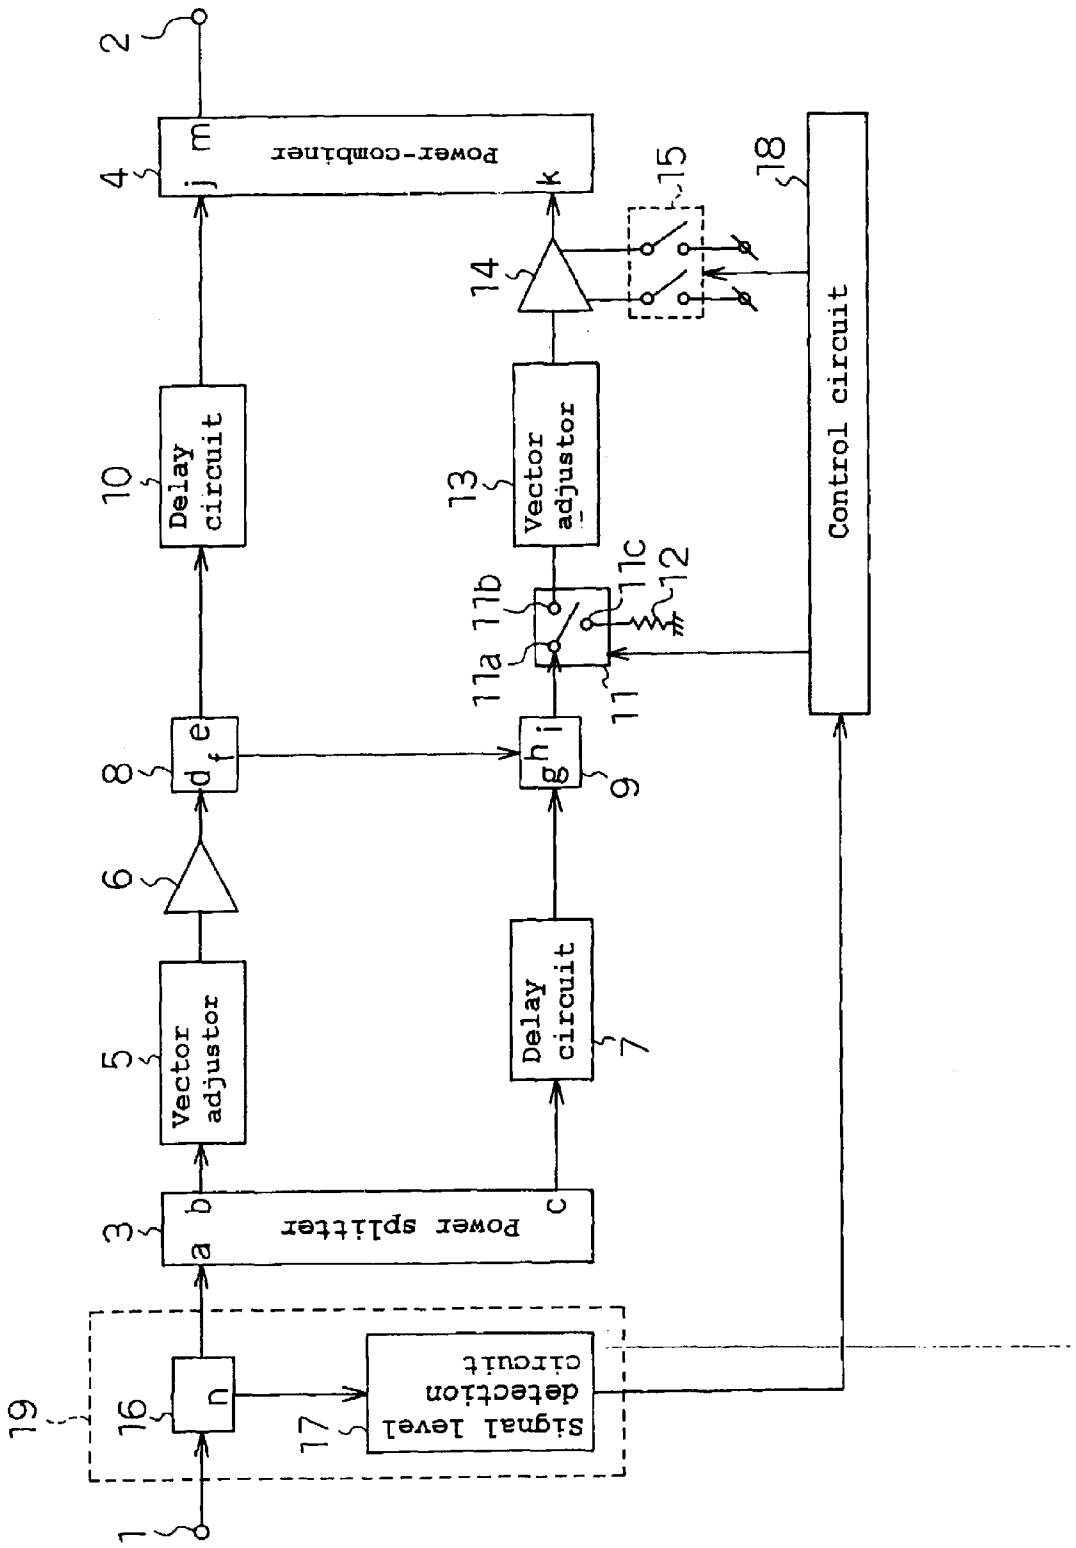 19
1
16
n
17
Signal level
detection
circuit
3
a
b
c
Power splitter
5
Vector
adjustor
6
7
Delay
circuit
8
d
e
f
9
g
h
i
10
Delay
circuit
11a
11b
11c
11
12
13
Vector
adjustor
14
15
4
j
m
k
Power-combiner
2
18
Control circuit